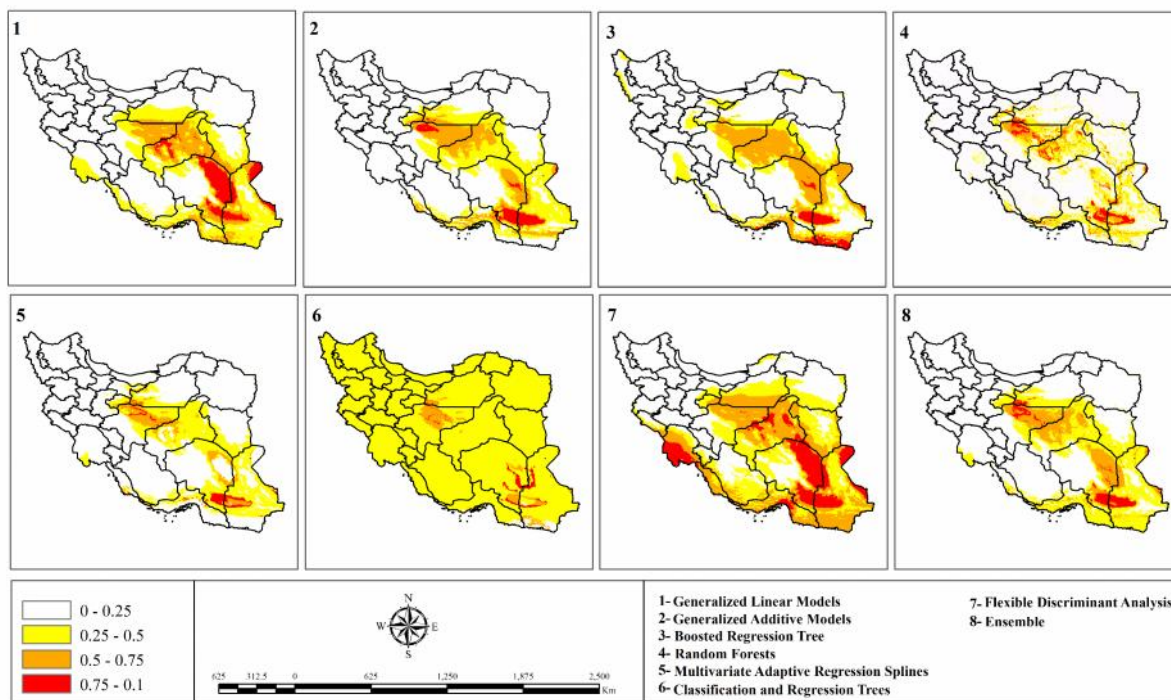 1
2
3
4
5
6
7
8
0 - 0.25
0.25 - 0.5
0.5 - 0.75
0.75 - 0.1
N
W E
S
625 312.5 0 625 1,250 1,875 2,500
Km
1- Generalized Linear Models
2- Generalized Additive Models
3- Boosted Regression Tree
4- Random Forests
5- Multivariate Adaptive Regression Splines
6- Classification and Regression Trees
7- Flexible Discriminant Analysis
8- Ensemble